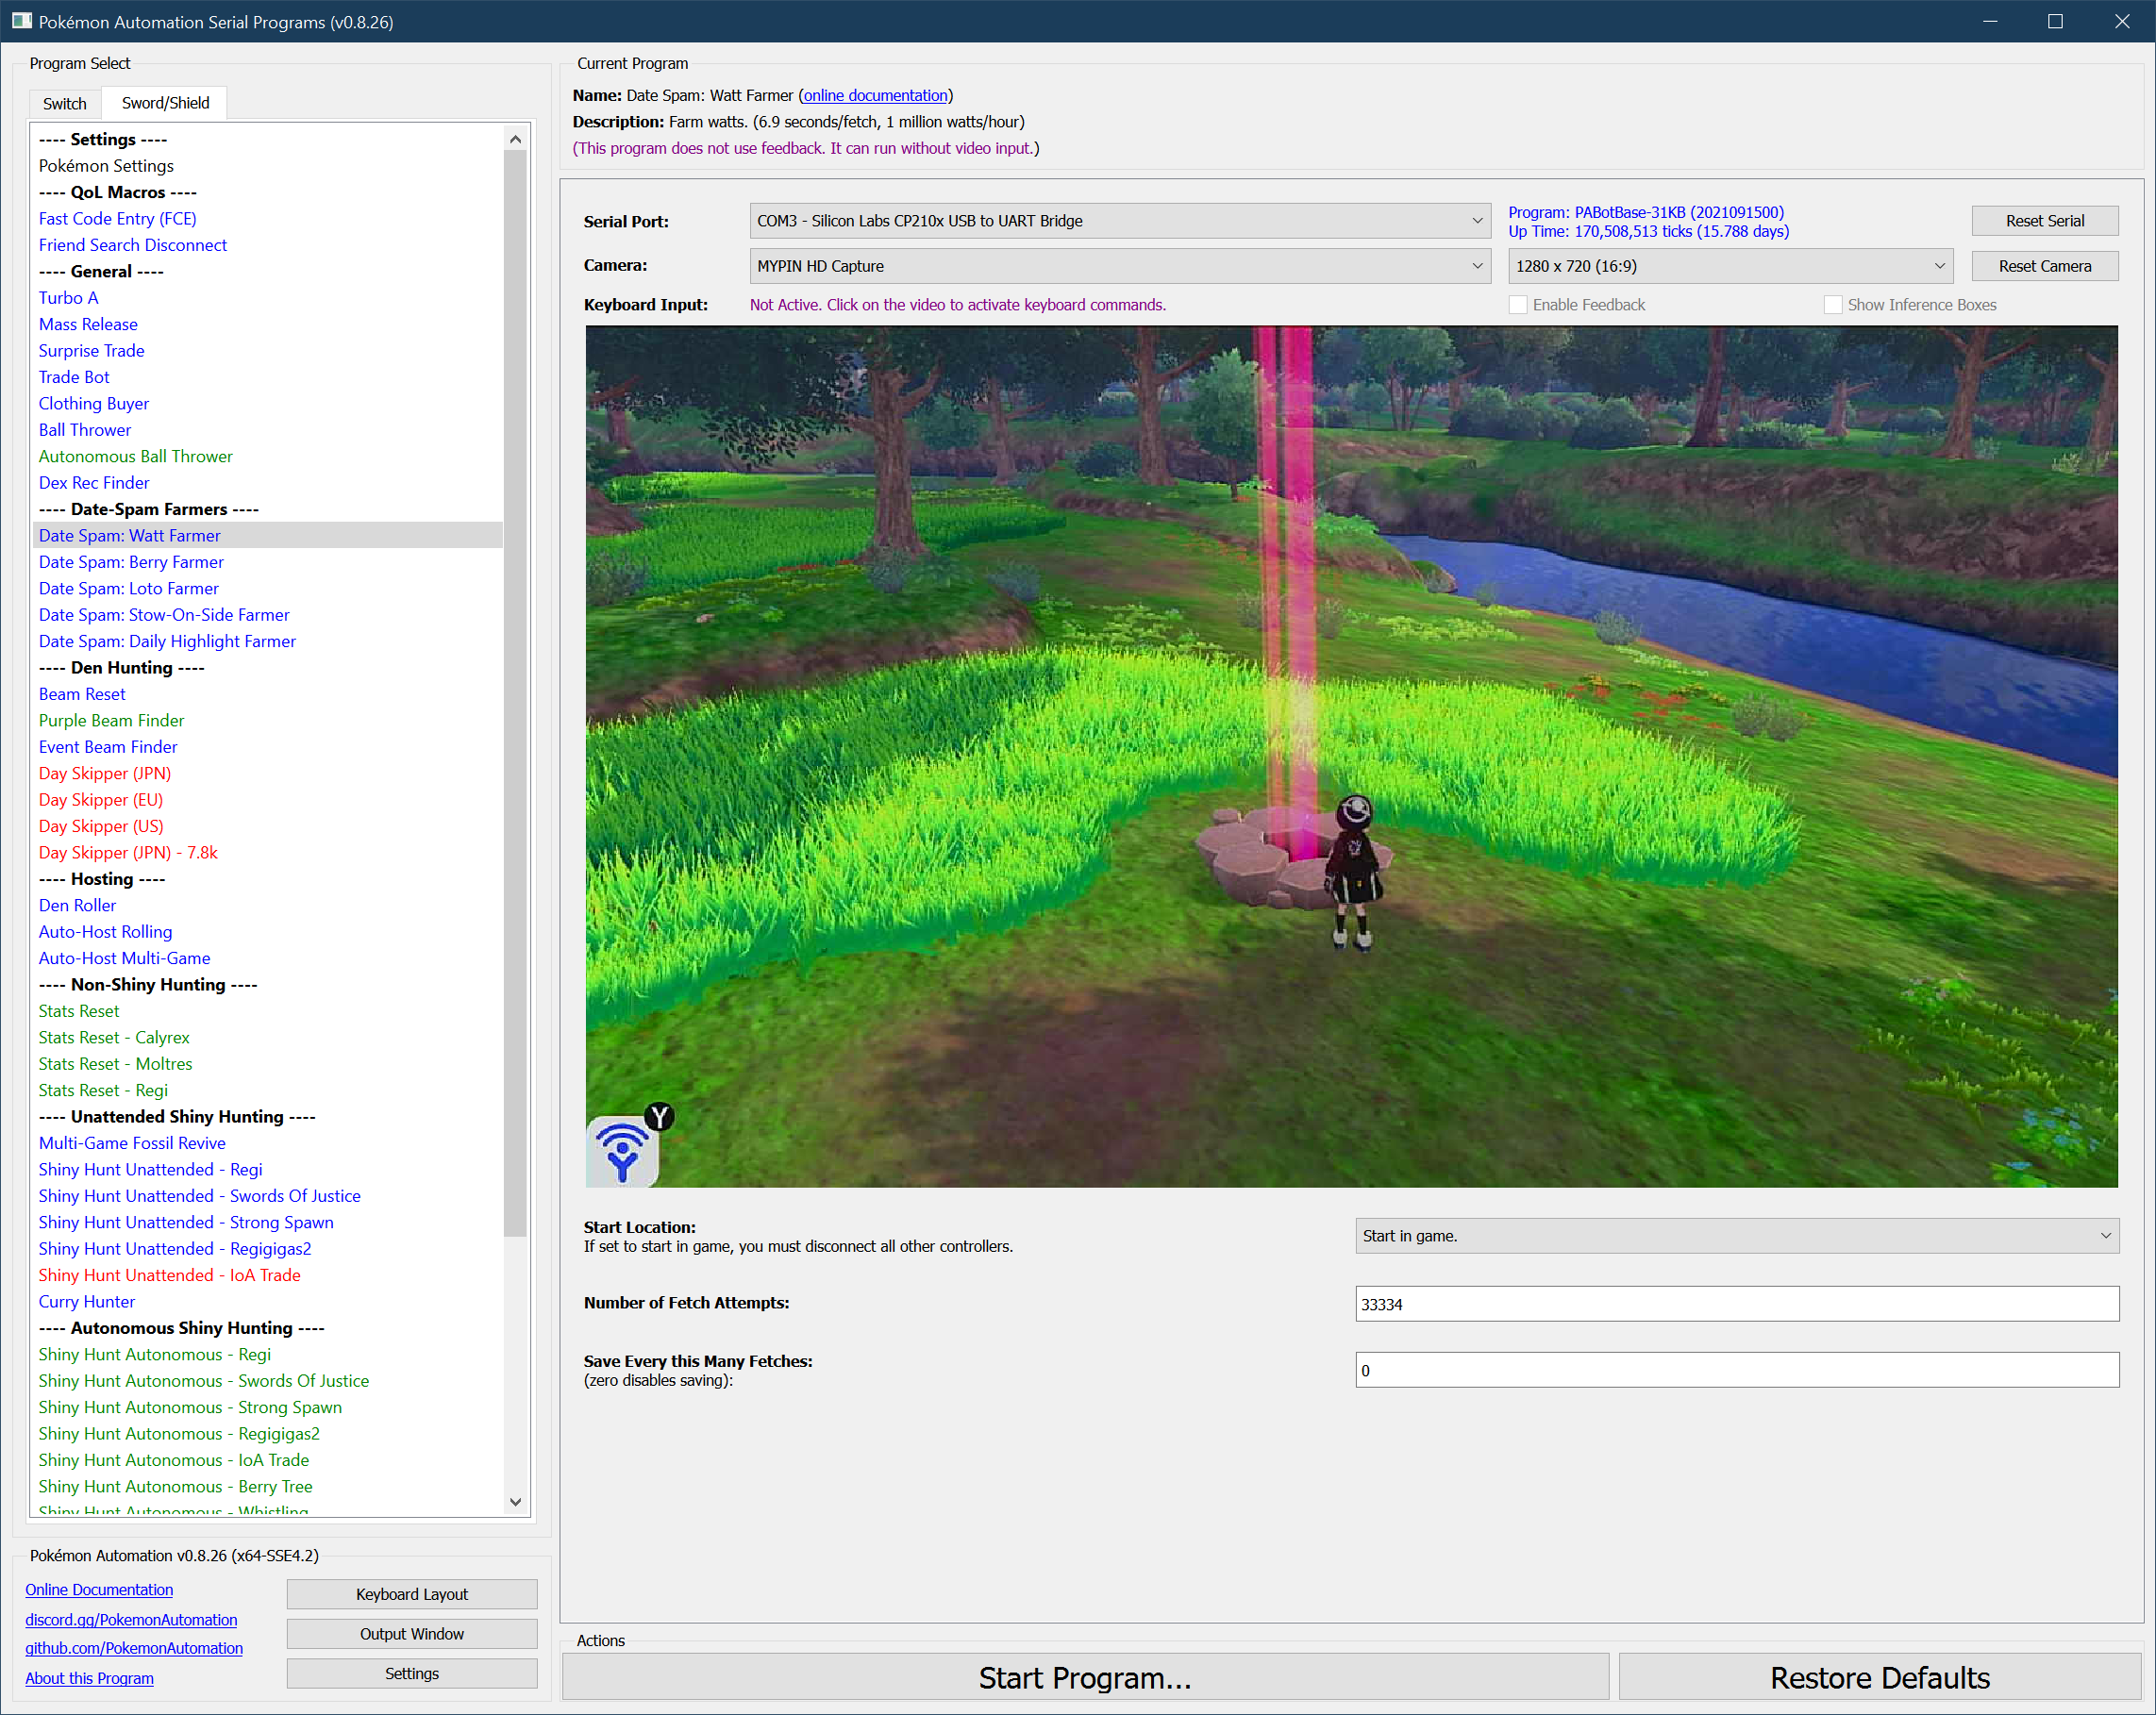 Pokémon Automation Serial Programs (v0.8.26)
Program Select
Switch
Sword/Shield
---- Settings ----
Pokémon Settings
---- QoL Macros ----
Fast Code Entry (FCE)
Friend Search Disconnect
---- General ----
Turbo A
Mass Release
Surprise Trade
Trade Bot
Clothing Buyer
Ball Thrower
Autonomous Ball Thrower
Dex Rec Finder
---- Date-Spam Farmers ----
Date Spam: Watt Farmer
Date Spam: Berry Farmer
Date Spam: Loto Farmer
Date Spam: Stow-On-Side Farmer
Date Spam: Daily Highlight Farmer
---- Den Hunting ----
Beam Reset
Purple Beam Finder
Event Beam Finder
Day Skipper (JPN)
Day Skipper (EU)
Day Skipper (US)
Day Skipper (JPN) - 7.8k
---- Hosting ----
Den Roller
Auto-Host Rolling
Auto-Host Multi-Game
---- Non-Shiny Hunting ----
Stats Reset
Stats Reset - Calyrex
Stats Reset - Moltres
Stats Reset - Regi
---- Unattended Shiny Hunting ----
Multi-Game Fossil Revive
Shiny Hunt Unattended - Regi
Shiny Hunt Unattended - Swords Of Justice
Shiny Hunt Unattended - Strong Spawn
Shiny Hunt Unattended - Regigigas2
Shiny Hunt Unattended - IoA Trade
Curry Hunter
---- Autonomous Shiny Hunting ----
Shiny Hunt Autonomous - Regi
Shiny Hunt Autonomous - Swords Of Justice
Shiny Hunt Autonomous - Strong Spawn
Shiny Hunt Autonomous - Regigigas2
Shiny Hunt Autonomous - IoA Trade
Shiny Hunt Autonomous - Berry Tree
Shiny Hunt Autonomous - Whistling
Pokémon Automation v0.8.26 (x64-SSE4.2)
Online Documentation
discord.gg/PokemonAutomation
github.com/PokemonAutomation
About this Program
Keyboard Layout
Output Window
Settings
Current Program
Name: Date Spam: Watt Farmer (online documentation)
Description: Farm watts. (6.9 seconds/fetch, 1 million watts/hour)
(This program does not use feedback. It can run without video input.)
Serial Port:
COM3 - Silicon Labs CP210x USB to UART Bridge
Program: PABotBase-31KB (2021091500)
Up Time: 170,508,513 ticks (15.788 days)
Reset Serial
Camera:
MYPIN HD Capture
1280 x 720 (16:9)
Reset Camera
Keyboard Input:
Not Active. Click on the video to activate keyboard commands.
Enable Feedback
Show Inference Boxes
Y
Start Location:
If set to start in game, you must disconnect all other controllers.
Start in game.
Number of Fetch Attempts:
33334
Save Every this Many Fetches:
(zero disables saving):
0
Actions
Start Program...
Restore Defaults